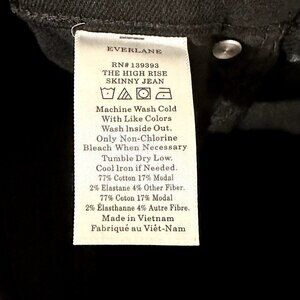 EVERLANE
RN# 139393
THE HIGH RISE
SKINNY JEAN
Machine Wash Cold
With Like Colors
Wash Inside Out.
Only Non-Chlorine
Bleach When Necessary
Tumble Dry Low.
Cool Iron if Needed.
77% Cotton 17% Modal
2% Elastane 4% Other Fiber.
77% Coton 17% Modal
2% Élasthanne 4% Autre Fibre.
Made in Vietnam
Fabriqué au Việt-Nam